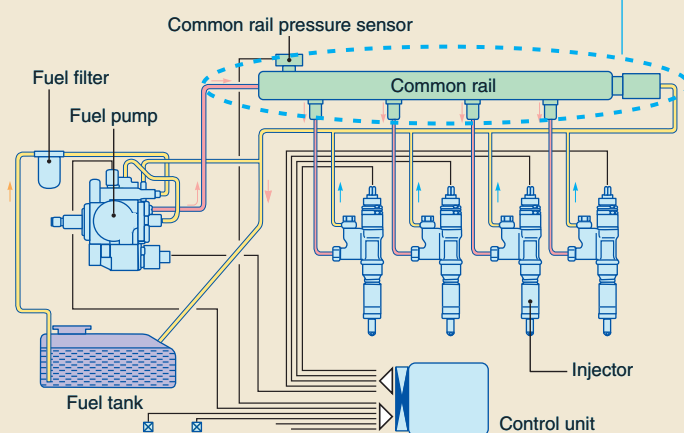 Common rail pressure sensor
Fuel filter
Common rail
Fuel pump
Injector
Fuel tank
Control unit